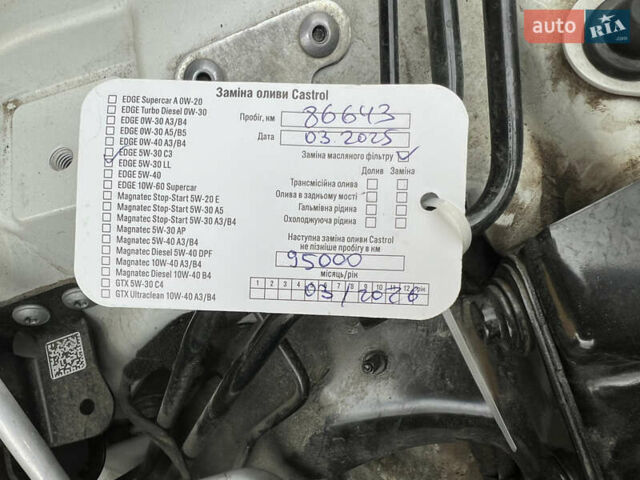 auto RIA
Заміна оливи Castrol
EDGE Supercar A 0W-20
EDGE Turbo Diesel 0W-30
EDGE 0W-30 A3/B4
EDGE 0W-30 A5/B5
EDGE 0W-40 A3/B4
EDGE 5W-30 C3
EDGE 5W-30 LL
EDGE 5W-40
EDGE 10W-60 Supercar
Magnatec Stop-Start 5W-20 E
Magnatec Stop-Start 5W-30 A5
Magnatec Stop-Start 5W-30 A3/B4
Magnatec 5W-30 AP
Magnatec 5W-40 A3/B4
Magnatec Diesel 5W-40 DPF
Magnatec 10W-40 A3/B4
Magnatec Diesel 10W-40 B4
GTX 5W-30 C4
GTX Ultraclean 10W-40 A3/B4
Пробіг, км 86643
Дата 03.2025
Заміна масляного фільтру
Долив Заміна
Трансмісійна олива
Олива в задньому мості
Гальмівна рідина
Охолоджуюча рідина
Наступна заміна оливи Castrol
не пізніше пробігу в км
95000
місяць/рік
1 2 3 4 5 6 7 8 9 10 11 12 рік
03/2026